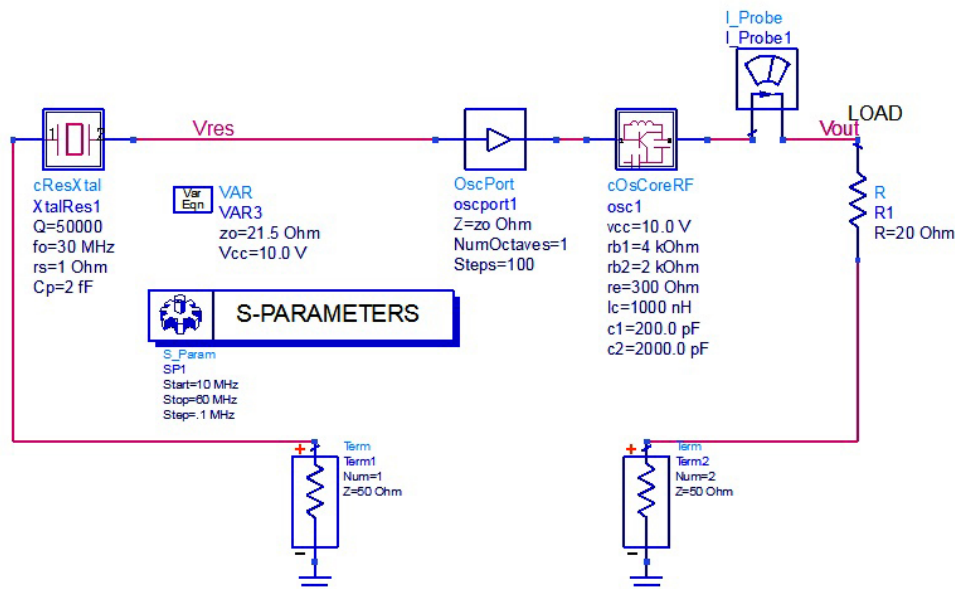 I_Probe
I_Probe1
LOAD
Vres
Vout
1
2
cResXtal
XtalRes1
Q=50000
fo=30 MHz
rs=1 Ohm
Cp=2 fF
Var
Eqn
VAR
VAR3
zo=21.5 Ohm
Vcc=10.0 V
OscPort
oscport1
Z=zo Ohm
NumOctaves=1
Steps=100
cOsCoreRF
osc1
vcc=10.0 V
rb1=4 kOhm
rb2=2 kOhm
re=300 Ohm
lc=1000 nH
c1=200.0 pF
c2=2000.0 pF
R
R1
R=20 Ohm
S-PARAMETERS
S_Param
SP1
Start=10 MHz
Stop=60 MHz
Step=.1 MHz
+
Term
Term1
Num=1
Z=50 Ohm
-
+
Term
Term2
Num=2
Z=50 Ohm
-